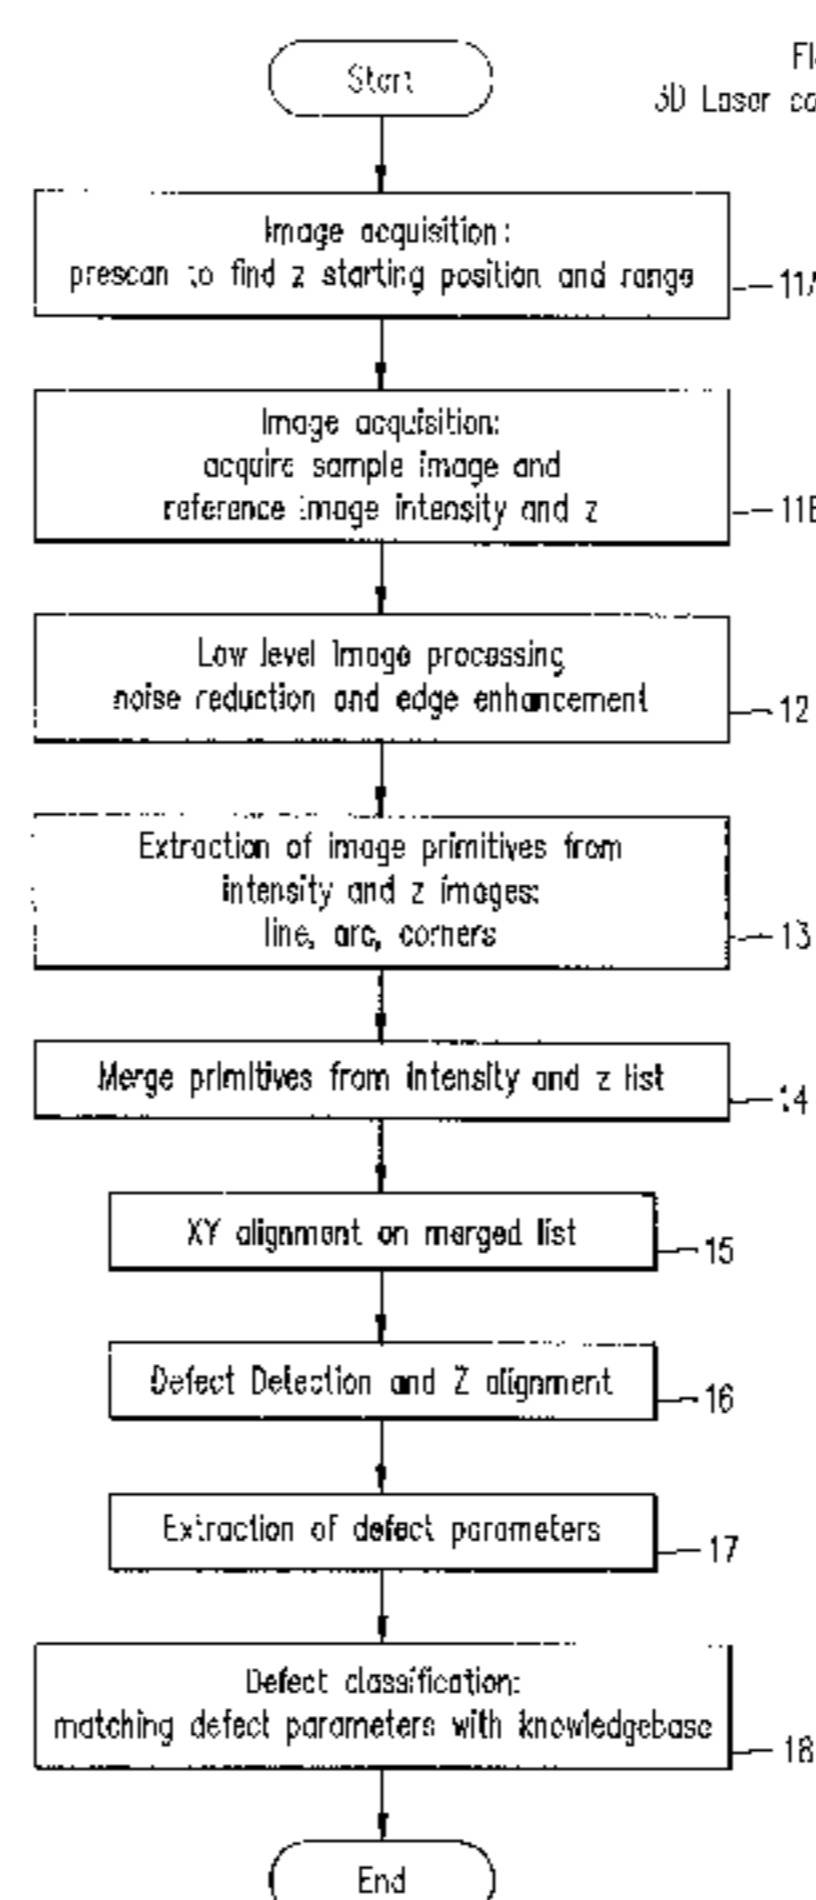 Start
3D Laser
Image acquisition:
prescan to find z starting position and range
Image acquisition:
acquire sample image and
reference image intensity and z
Low level Image processing
noise reduction and edge enhancement
12
Extraction of image primitives from
intensity and z images:
line, arc, corners
13
Merge primitives from intensity and z list
14
XY alignment on merged list
15
Defect Detection and Z alignment
16
Extraction of defect parameters
17
Defect classification:
matching defect parameters with knowledgebase
18
End